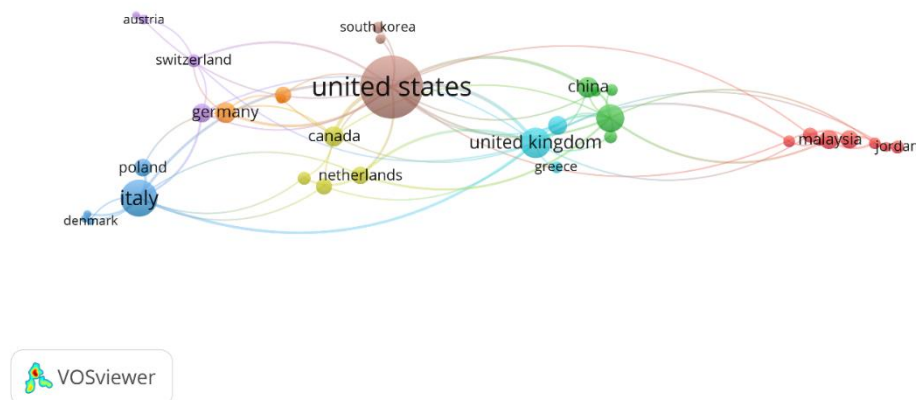 austria
south korea
switzerland
united states
china
germany
canada
united kingdom
malaysia
jordan
poland
netherlands
greece
italy
denmark
VOSviewer